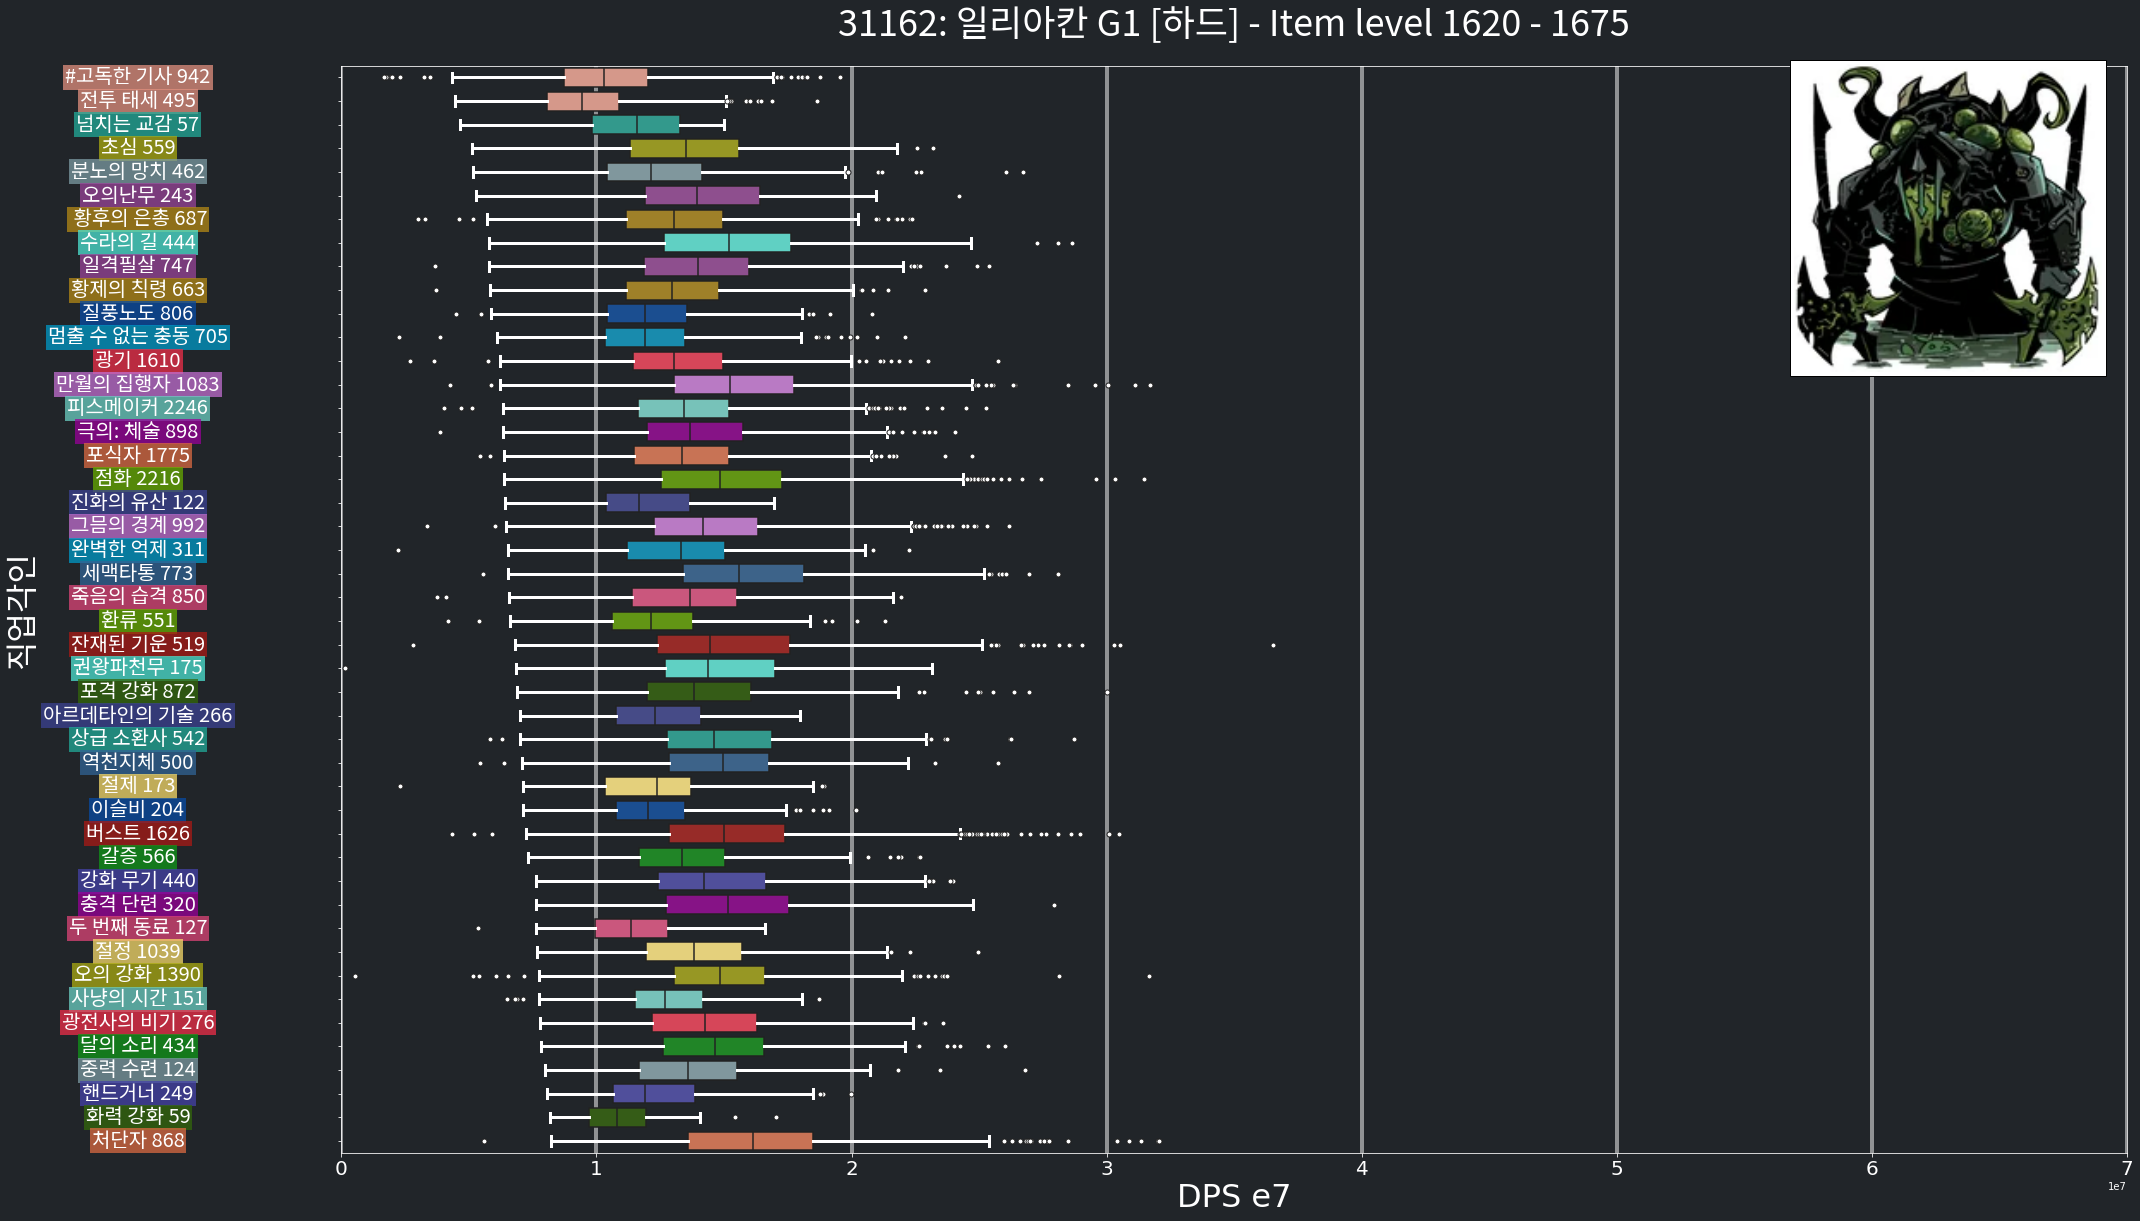 31162: 일리아칸 G1 [하드] - Item level 1620 - 1675
직업각인
#고독한 기사 942
전투 태세 495
넘치는 교감 57
초심 559
분노의 망치 462
오의난무 243
황후의 은총 687
수라의 길 444
일격필살 747
황제의 칙령 663
질풍노도 806
멈출 수 없는 충동 705
광기 1610
만월의 집행자 1083
피스메이커 2246
극의: 체술 898
포식자 1775
점화 2216
진화의 유산 122
그믐의 경계 992
완벽한 억제 311
세맥타통 773
죽음의 습격 850
환류 551
잔재된 기운 519
권왕파천무 175
포격 강화 872
아르데타인의 기술 266
상급 소환사 542
역천지체 500
절제 173
이슬비 204
버스트 1626
갈증 566
강화 무기 440
충격 단련 320
두 번째 동료 127
절정 1039
오의 강화 1390
사냥의 시간 151
광전사의 비기 276
달의 소리 434
중력 수련 124
핸드거너 249
화력 강화 59
처단자 868
0 1 2 3 4 5 6 7
1e7
DPS e7